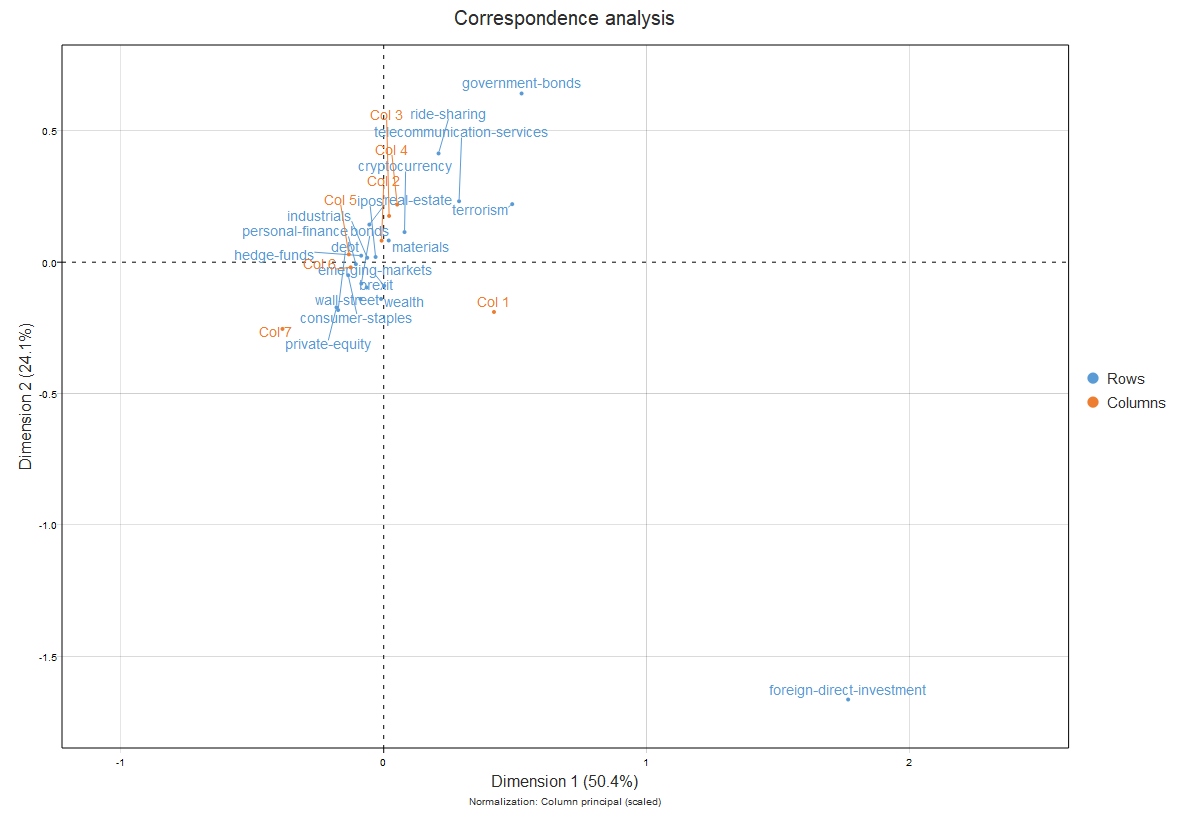 Correspondence analysis
government-bonds
Col 3 ride-sharing
telecommunication-services
Col 4
cryptocurrency
Col 2
Col 5 ipos real-estate
terrorism
industrials
personal-finance bonds
debt materials
hedge-funds
Col 6
emerging-markets
brexit
wall-street wealth
Col 1
consumer-staples
Col 7
private-equity
foreign-direct-investment
0.5
0.0
-0.5
-1.0
-1.5
-1 0 1 2
Dimension 2 (24.1%)
Dimension 1 (50.4%)
Normalization: Column principal (scaled)
Rows
Columns